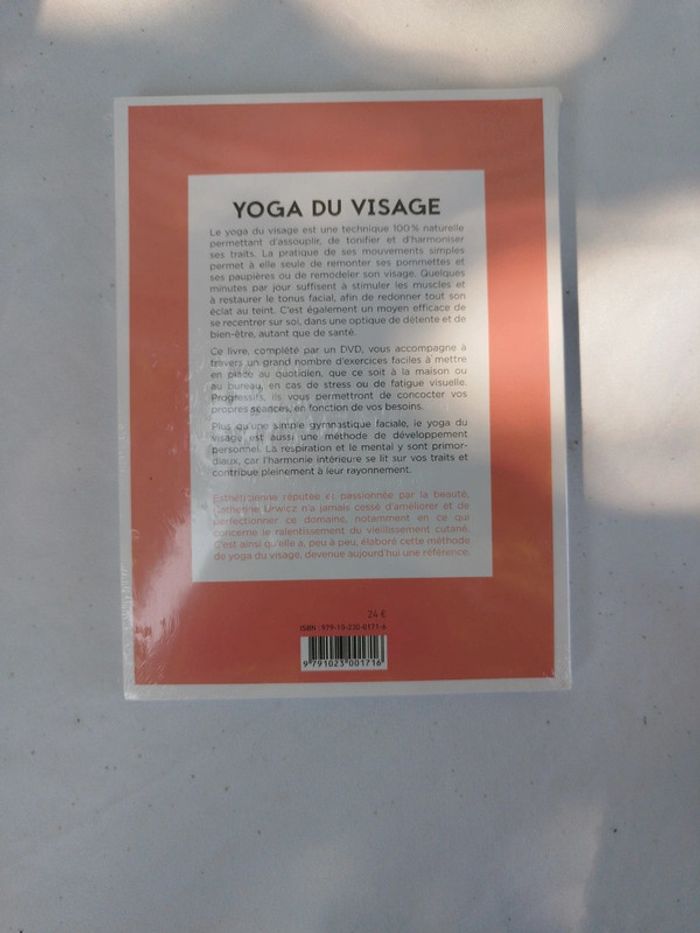 YOGA DU VISAGE
Le yoga du visage est une technique 100 % naturelle
permettant d'assouplir, de tonifier et d'harmoniser
ses traits. La pratique de ses mouvements simples
permet à elle seule de remonter ses pommettes et
ses paupières ou de remodeler son visage. Quelques
minutes par jour suffisent à stimuler les muscles et
à restaurer le tonus facial, afin de redonner tout son
éclat au teint. C'est également un moyen efficace de
se recentrer sur soi, dans une optique de détente et de
bien-être, autant que de santé.
Ce livre, complété par un DVD, vous accompagne à
travers un grand nombre d'exercices faciles à mettre
en place au quotidien, que ce soit à la maison ou
au bureau, en cas de stress ou de fatigue visuelle.
Progressifs, ils vous permettront de concocter vos
propres séances, en fonction de vos besoins.
Plus qu'une simple gymnastique faciale, le yoga du
visage est aussi une méthode de développement
personnel. La respiration et le mental y sont primor-
diaux, car l'harmonie intérieure se lit sur vos traits et
contribue pleinement à leur rayonnement.
Esthéticienne réputée et passionnée par la beauté,
Catherine Urwicz n'a jamais cessé d'améliorer et de
perfectionner ce domaine, notamment en ce qui
concerne le ralentissement du vieillissement cutané.
C'est ainsi qu'elle a, peu à peu, élaboré cette méthode
de yoga du visage, devenue aujourd'hui une référence.
24 €
ISBN : 979-10-230-0171-6
9 791023 001716